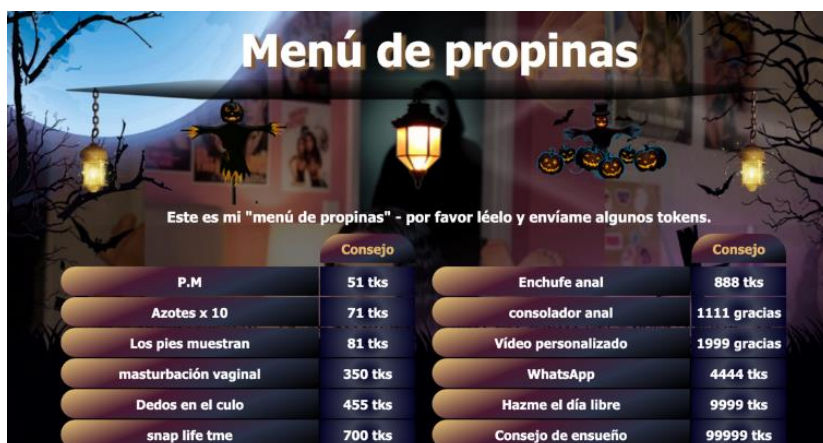 Menú de propinas
Este es mi "menú de propinas" - por favor léelo y envíame algunos tokens.
Consejo
P.M 51 tks
Azotes x 10 71 tks
Los pies muestran 81 tks
masturbación vaginal 350 tks
Dedos en el culo 455 tks
snap life tme 700 tks
Consejo
Enchufe anal 888 tks
consolador anal 1111 gracias
Vídeo personalizado 1999 gracias
WhatsApp 4444 tks
Hazme el día libre 9999 tks
Consejo de ensueño 99999 tks